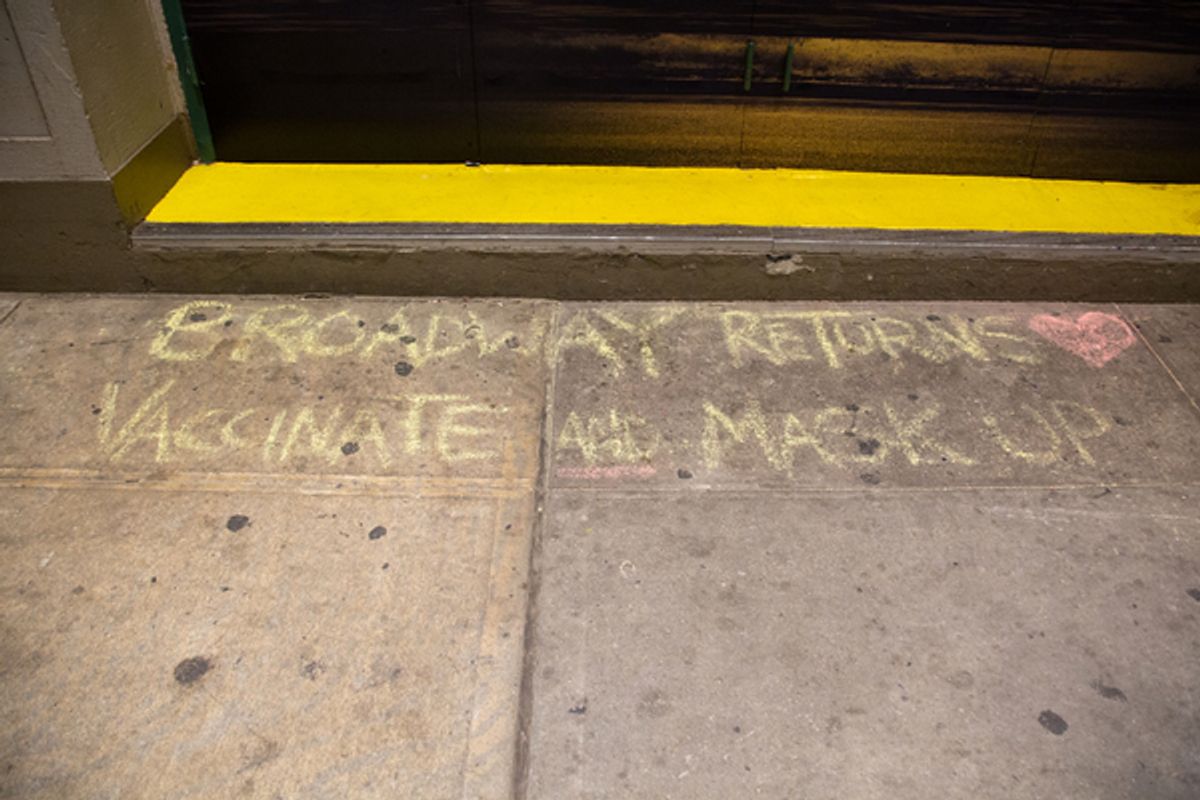 BROADWAY RETURNS
VACCINATE AND MASK UP